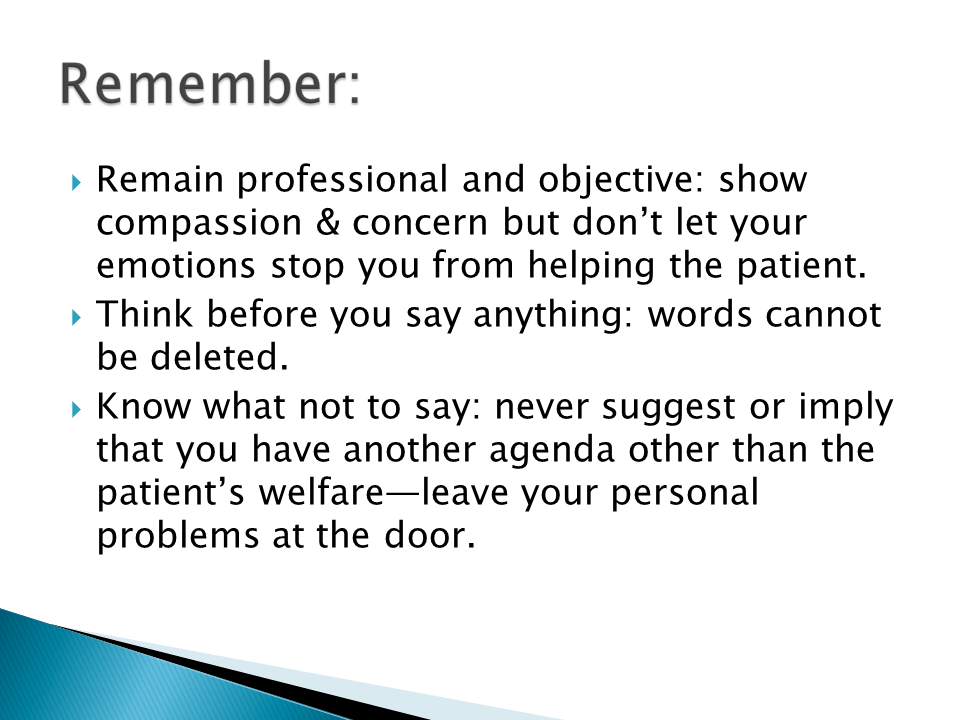 Remember:
Remain professional and objective: show
compassion & concern but don’t let your
emotions stop you from helping the patient.
Think before you say anything: words cannot
be deleted.
Know what not to say: never suggest or imply
that you have another agenda other than the
patient’s welfare—leave your personal
problems at the door.